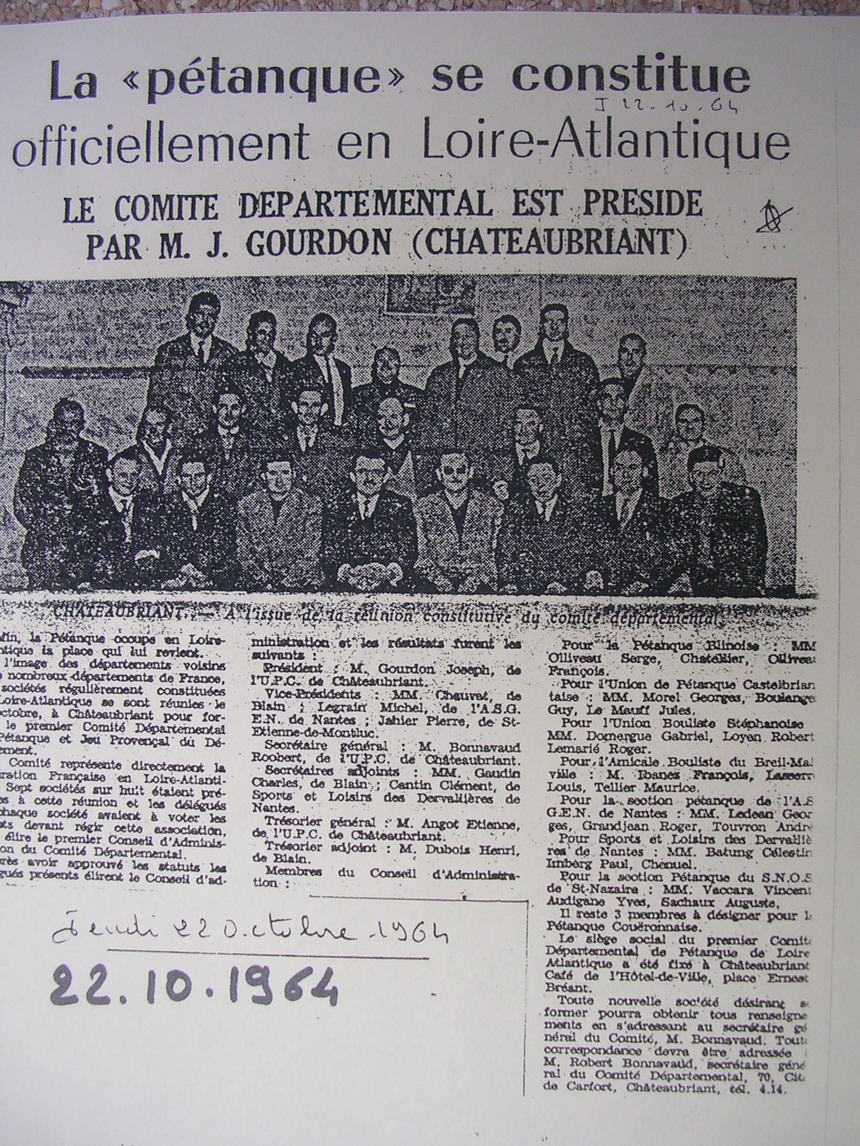 La «pétanque» se constitue
J 22.10.64
officiellement en Loire-Atlantique
LE COMITE DEPARTEMENTAL EST PRESIDE
PAR M. J. GOURDON (CHATEAUBRIANT)
CHATEAUBRIANT. — A l'issue de la réunion constitutive du comité départemental.
fin, la Pétanque occupe en Loire-
ntique la place qui lui revient.
l'image des départements voisins
nombreux départements de France,
sociétés régulièrement constituées
Loire-Atlantique se sont réunies le
octobre, à Châteaubriant pour for-
le premier Comité Départemental
Pétanque et Jeu Provençal du Dé-
ement.
Comité représente directement la
ration Française en Loire-Atlanti-
Sept sociétés sur huit étaient pré-
s à cette réunion et les délégués
haque société avaient à voter les
ts devant régir cette association,
élire le premier Conseil d'Adminis-
on du Comité Départemental.
rès avoir approuvé les statuts les
gués présents élirent le Conseil d'ad-
ministration et les résultats furent les
suivants :
Président : M. Gourdon Joseph, de
l'U.P.C. de Châteaubriant.
Vice-Présidents : MM. Chauvet, de
Blain ; Legrain Michel, de l'A.S.G.
E.N. de Nantes ; Jahier Pierre, de St-
Etienne-de-Montluc.
Secrétaire général : M. Bonnavaud
Roobert, de l'U.P.C. de Châteaubriant.
Secrétaires adjoints : MM. Gaudin
Charles, de Blain ; Cantin Clément, de
Sports et Loisirs des Dervallières de
Nantes.
Trésorier général : M. Angot Etienne,
de l'U.P.C. de Châteaubriant.
Trésorier adjoint : M. Dubois Henri,
de Blain.
Membres du Conseil d'Administra-
tion :
Pour la Pétanque Blinoise : MM
Olliveau Serge, Chatellier, Olliveau
François.
Pour l'Union de Pétanque Castelbrian
taise : MM. Morel Georges, Boulange
Guy, Le Mauff Jules.
Pour l'Union Bouliste Stéphanoise
MM. Domergue Gabriel, Loyen Robert
Lemarié Roger.
Pour l'Amicale Bouliste du Breil-Mal
ville : M. Ibanez François, Lasserr
Louis, Tellier Maurice.
Pour la section pétanque de l'A.S
G.E.N. de Nantes : MM. Ledean Geor
ges, Grandjean Roger, Touvron André
Pour Sports et Loisirs des Dervalliè
res de Nantes : MM. Batung Célestin
Imberg Paul, Chenuel.
Pour la section Pétanque du S.N.O.S
de St-Nazaire : MM. Vaccara Vincent
Audigane Yves, Sachaux Auguste.
Il reste 3 membres à désigner pour l
Pétanque Couëronnaise.
Le siège social du premier Comit
Départemental de Pétanque de Loire
Atlantique a été fixé à Châteaubriant
Café de l'Hôtel-de-Ville, place Ernest
Bréant.
Toute nouvelle société désirant s
former pourra obtenir tous renseigne
ments en s'adressant au secrétaire gé
néral du Comité, M. Bonnavaud. Tout
correspondance devra être adressée
M. Robert Bonnavaud, secrétaire géné
ral du Comité Départemental, 70, Cit
de Carfort, Châteaubriant, tél. 4.14.
Jeudi 22 Octobre 1964
22.10.1964